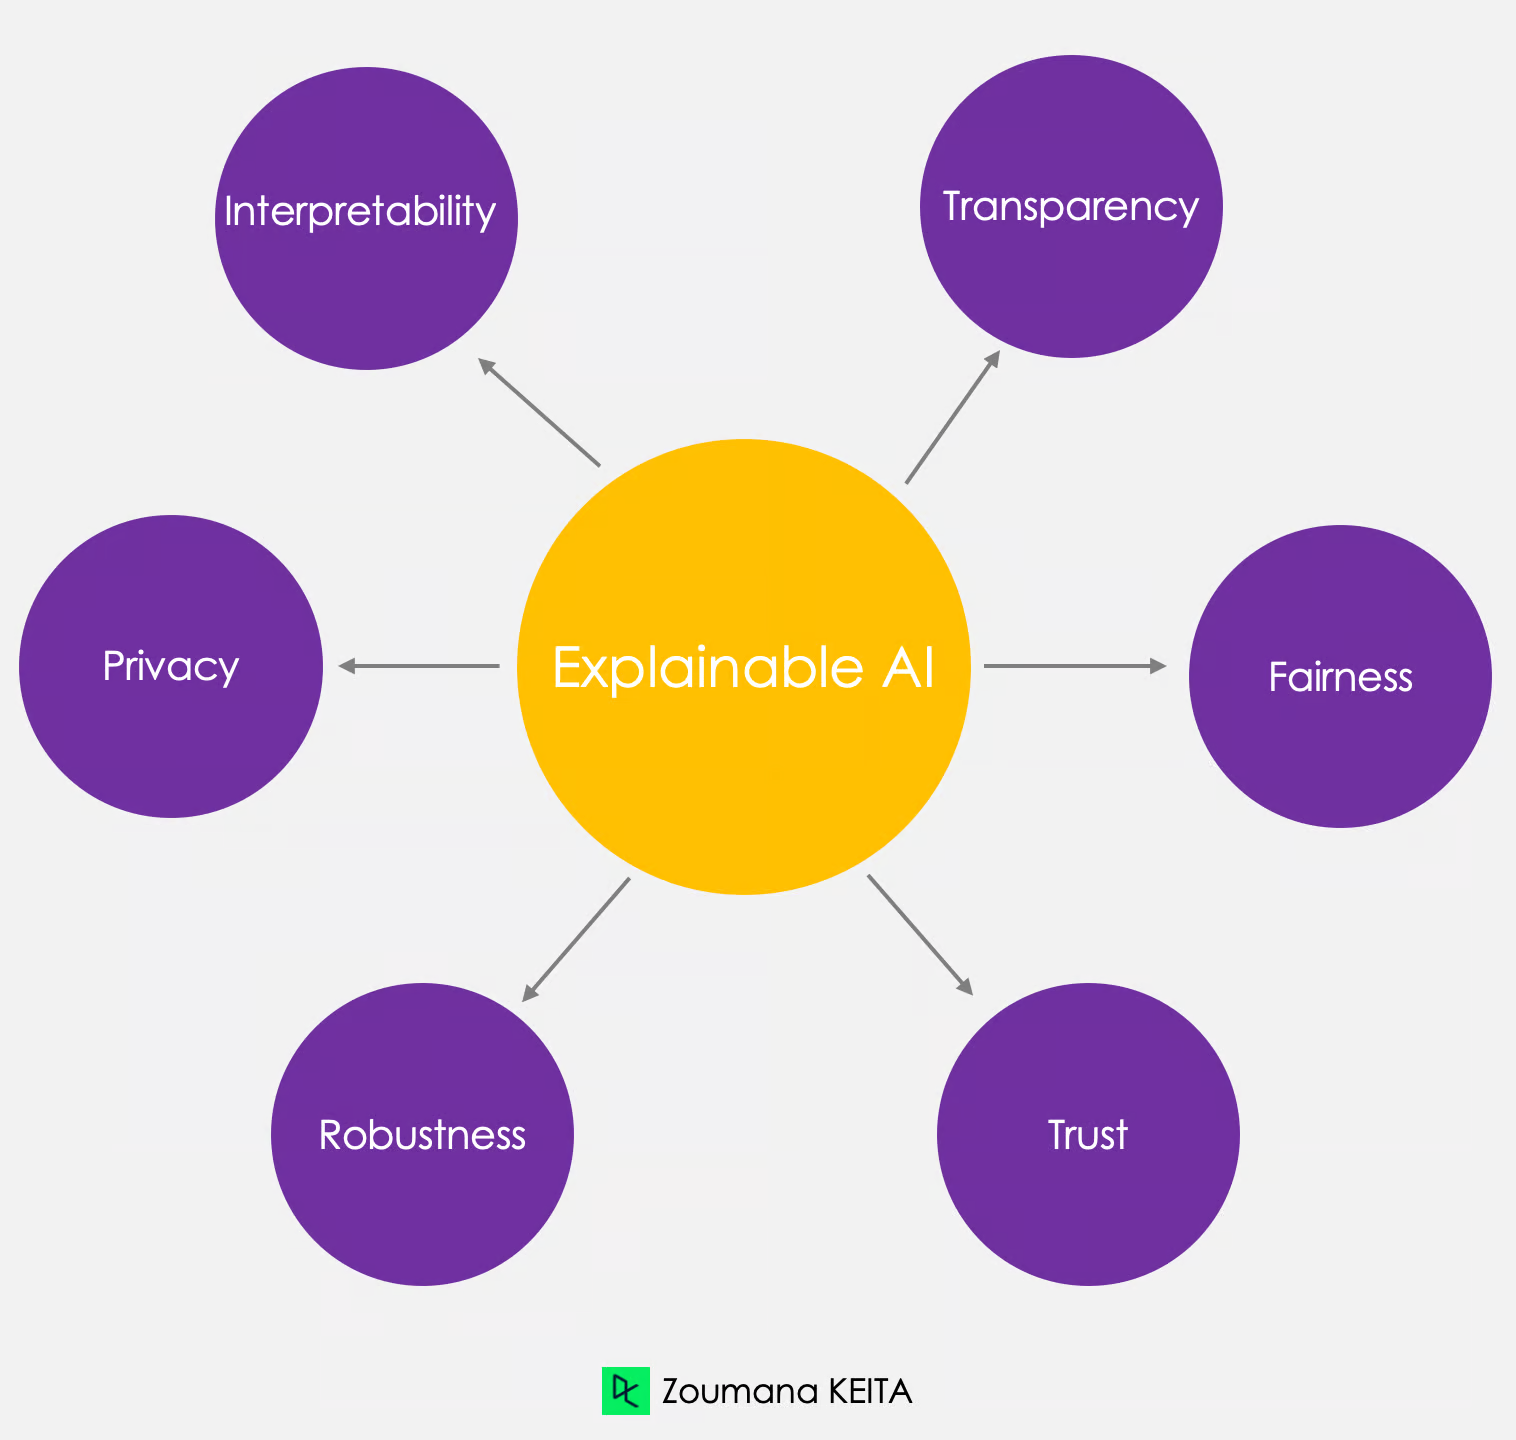 Interpretability
Transparency
Privacy
Explainable AI
Fairness
Robustness
Trust
Zoumana KEITA